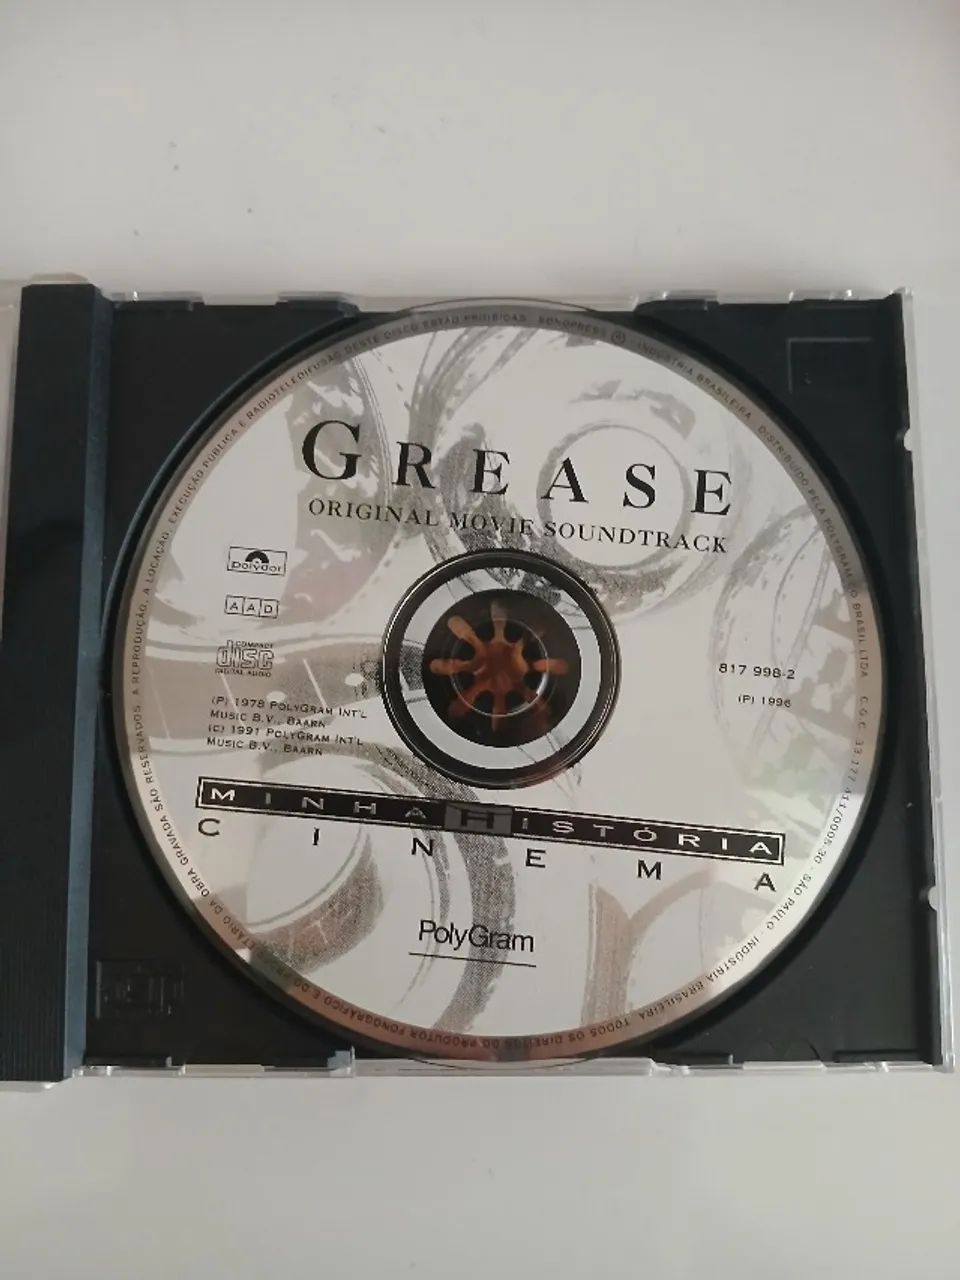 GREASE
ORIGINAL MOVIE SOUNDTRACK
polydor
AAD
COMPACT
disc
DIGITAL AUDIO
817 998-2
(P) 1996
(P) 1978 POLYGRAM INT'L
MUSIC B.V., BAARN
(C) 1991 POLYGRAM INT'L
MUSIC B.V., BAARN
MINHA HISTÓRIA
CINEMA
PolyGram
TODOS OS DIREITOS DO PRODUTOR FONOGRÁFICO E DO PROPRIETÁRIO DA OBRA GRAVADA SÃO RESERVADOS. A REPRODUÇÃO, A LOCAÇÃO, EXECUÇÃO PÚBLICA E RADIOTELEDIFUSÃO DESTE DISCO ESTÃO PROIBIDAS. SONOPRESS - INDÚSTRIA BRASILEIRA. DISTRIBUÍDO PELA POLYGRAM DO BRASIL LTDA. C.G.C. - SÃO PAULO - INDÚSTRIA BRASILEIRA.